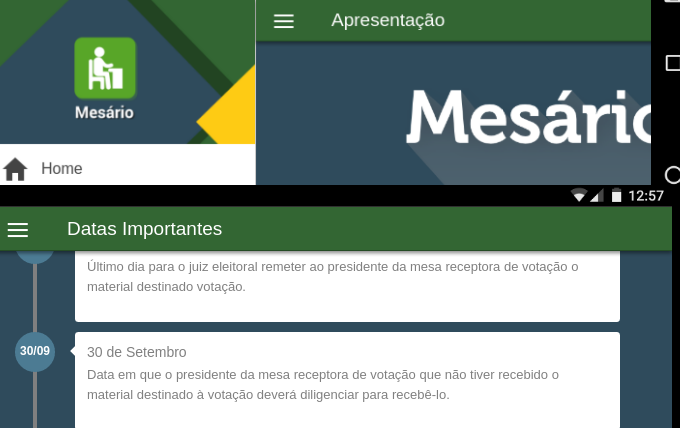 Mesário
Home
Apresentação
Mesário
12:57
Datas Importantes
Último dia para o juiz eleitoral remeter ao presidente da mesa receptora de votação o
material destinado votação.
30/09
30 de Setembro
Data em que o presidente da mesa receptora de votação que não tiver recebido o
material destinado à votação deverá diligenciar para recebê-lo.